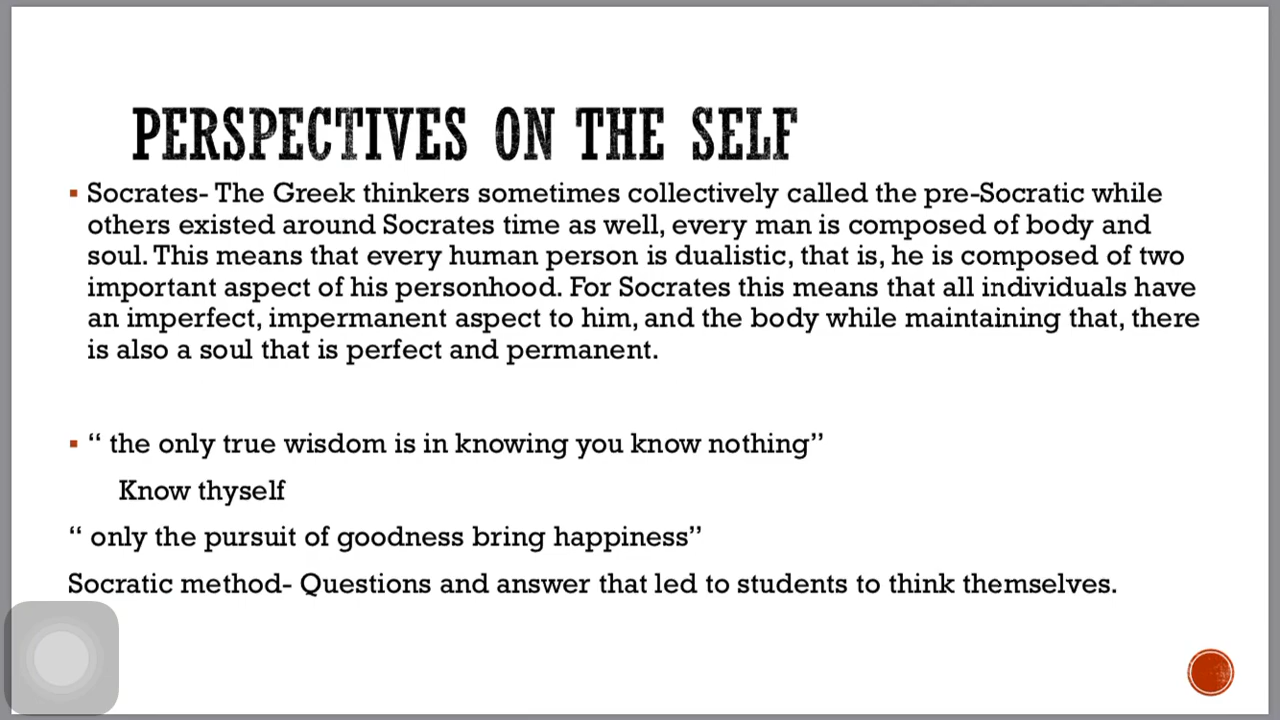 PERSPECTIVES ON THE SELF
Socrates- The Greek thinkers sometimes collectively called the pre-Socratic while
others existed around Socrates time as well, every man is composed of body and
soul. This means that every human person is dualistic, that is, he is composed of two
important aspect of his personhood. For Socrates this means that all individuals have
an imperfect, impermanent aspect to him, and the body while maintaining that, there
is also a soul that is perfect and permanent.
“ the only true wisdom is in knowing you know nothing”
Know thyself
“ only the pursuit of goodness bring happiness”
Socratic method- Questions and answer that led to students to think themselves.